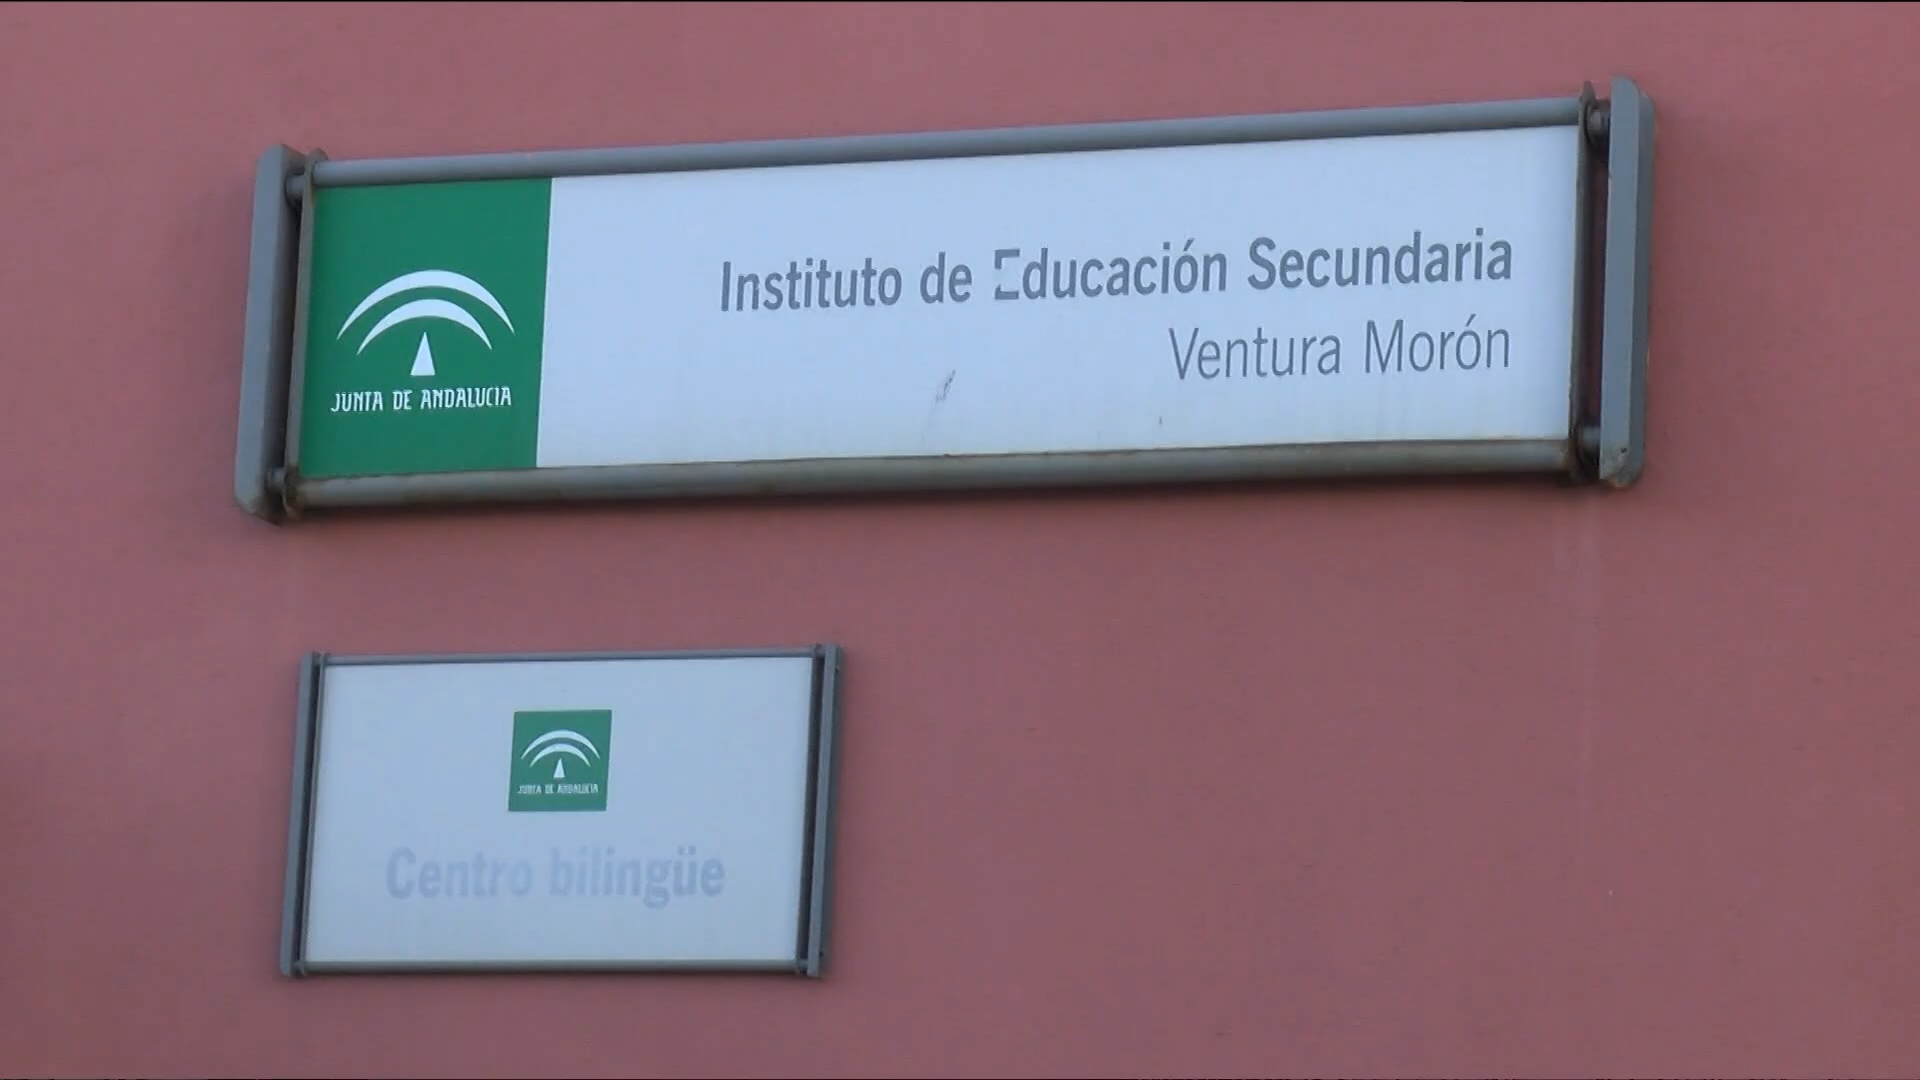 Instituto de Educación Secundaria
Ventura Morón
JUNTA DE ANDALUCIA
JUNTA DE ANDALUCIA
Centro bilingüe